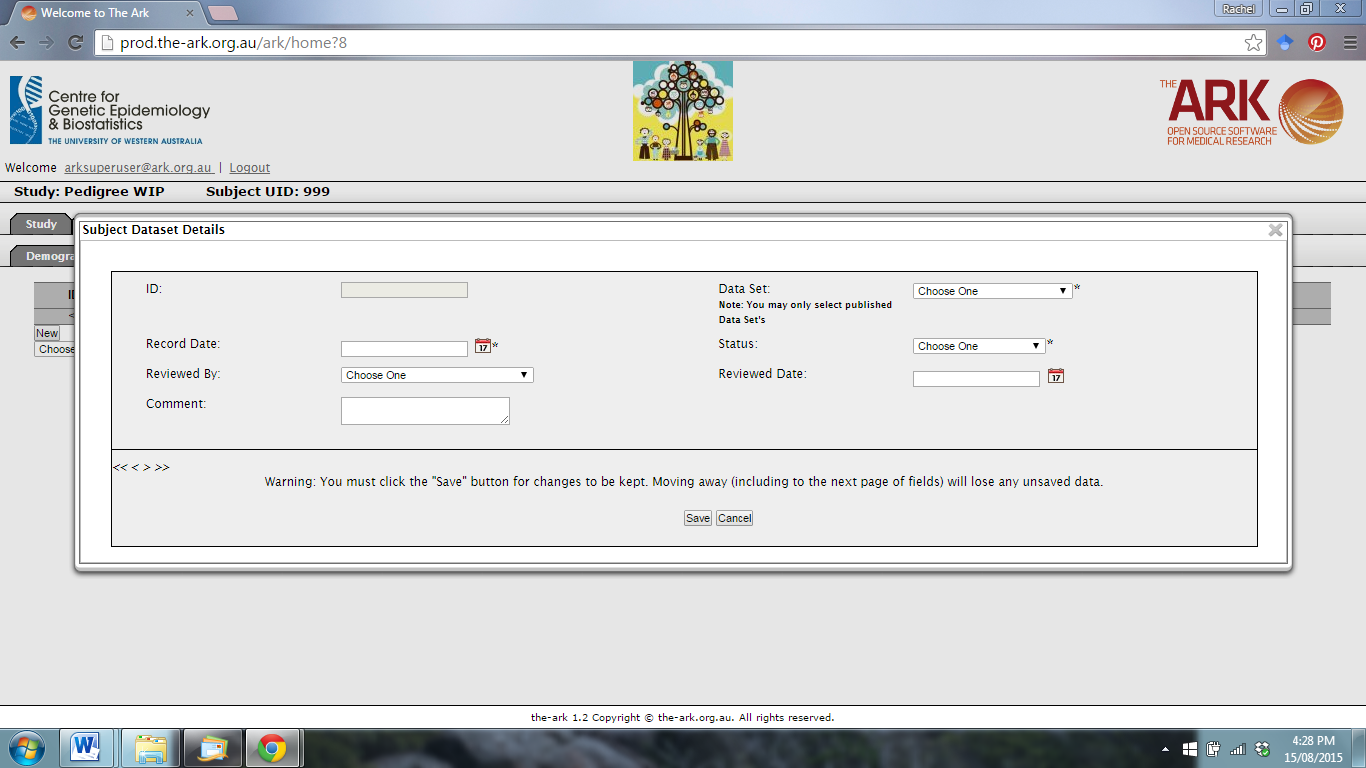 Welcome to The Ark
Rachel
prod.the-ark.org.au/ark/home?8
Centre for
Genetic Epidemiology
& Biostatistics
THE UNIVERSITY OF WESTERN AUSTRALIA
THE ARK
OPEN SOURCE SOFTWARE
FOR MEDICAL RESEARCH
Welcome arksuperuser@ark.org.au | Logout
Study: Pedigree WIP Subject UID: 999
Study
Subject Dataset Details
Demogra
ID: Data Set: Choose One *
Note: You may only select published
Data Set's
New
Choose
Record Date: 17 * Status: Choose One *
Reviewed By: Choose One Reviewed Date: 17
Comment:
<< < > >>
Warning: You must click the "Save" button for changes to be kept. Moving away (including to the next page of fields) will lose any unsaved data.
Save Cancel
the-ark 1.2 Copyright © the-ark.org.au. All rights reserved.
4:28 PM
15/08/2015